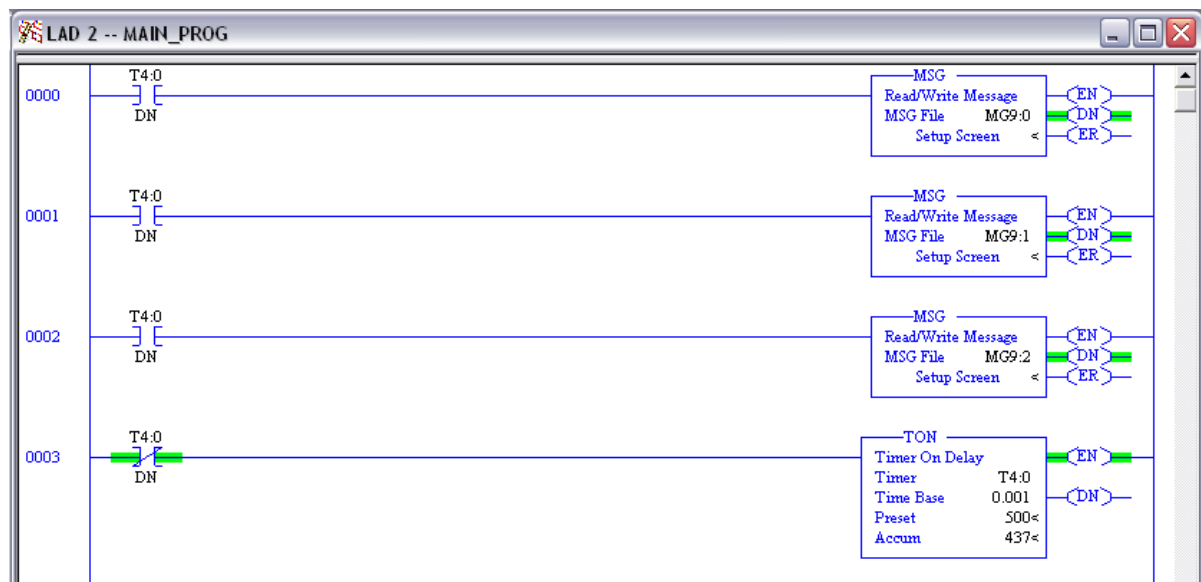 LAD 2 -- MAIN_PROG
0000
T4:0
DN
MSG
Read/Write Message
MSG File MG9:0
Setup Screen <
EN
DN
ER
0001
T4:0
DN
MSG
Read/Write Message
MSG File MG9:1
Setup Screen <
EN
DN
ER
0002
T4:0
DN
MSG
Read/Write Message
MSG File MG9:2
Setup Screen <
EN
DN
ER
0003
T4:0
DN
TON
Timer On Delay
Timer T4:0
Time Base 0.001
Preset 500<
Accum 437<
EN
DN